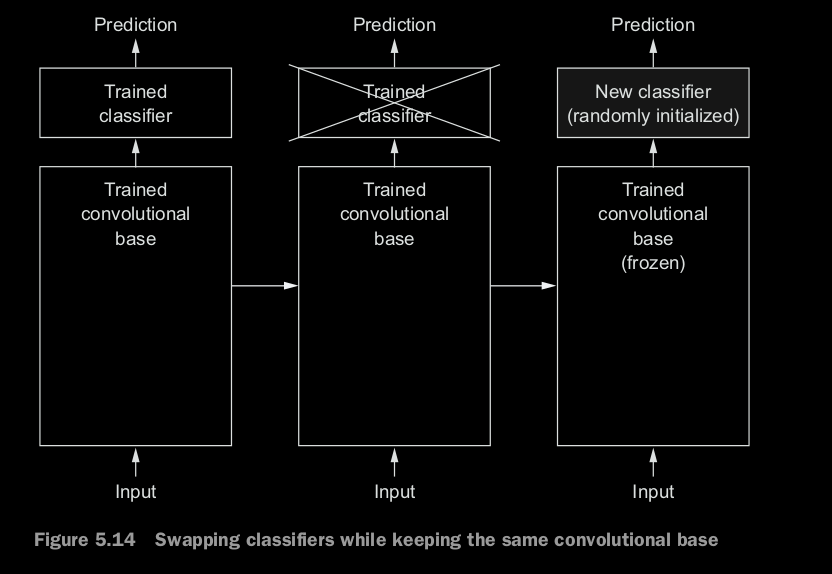 Prediction
Trained
classifier
Trained
convolutional
base
Input
Prediction
Trained
classifier
Trained
convolutional
base
Input
Prediction
New classifier
(randomly initialized)
Trained
convolutional
base
(frozen)
Input
Figure 5.14 Swapping classifiers while keeping the same convolutional base